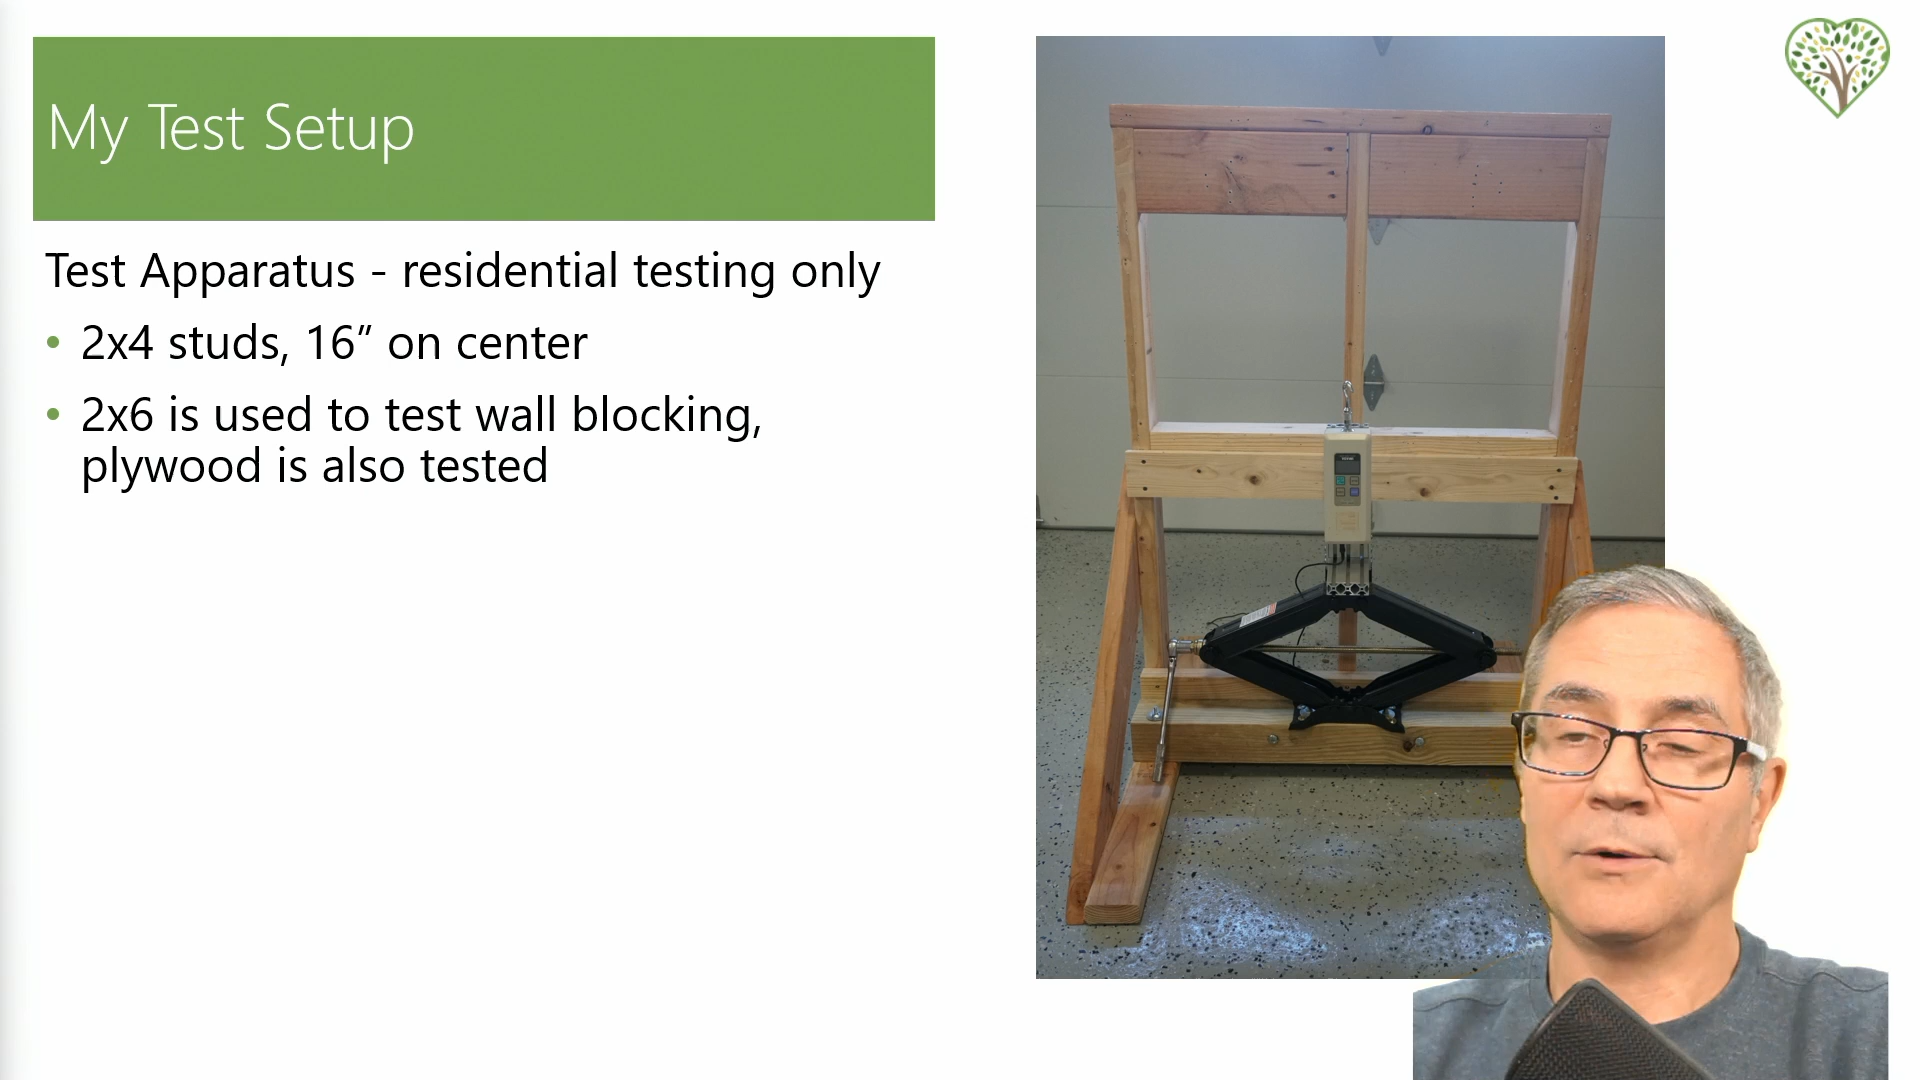 My Test Setup
Test Apparatus - residential testing only
• 2x4 studs, 16” on center
• 2x6 is used to test wall blocking,
plywood is also tested